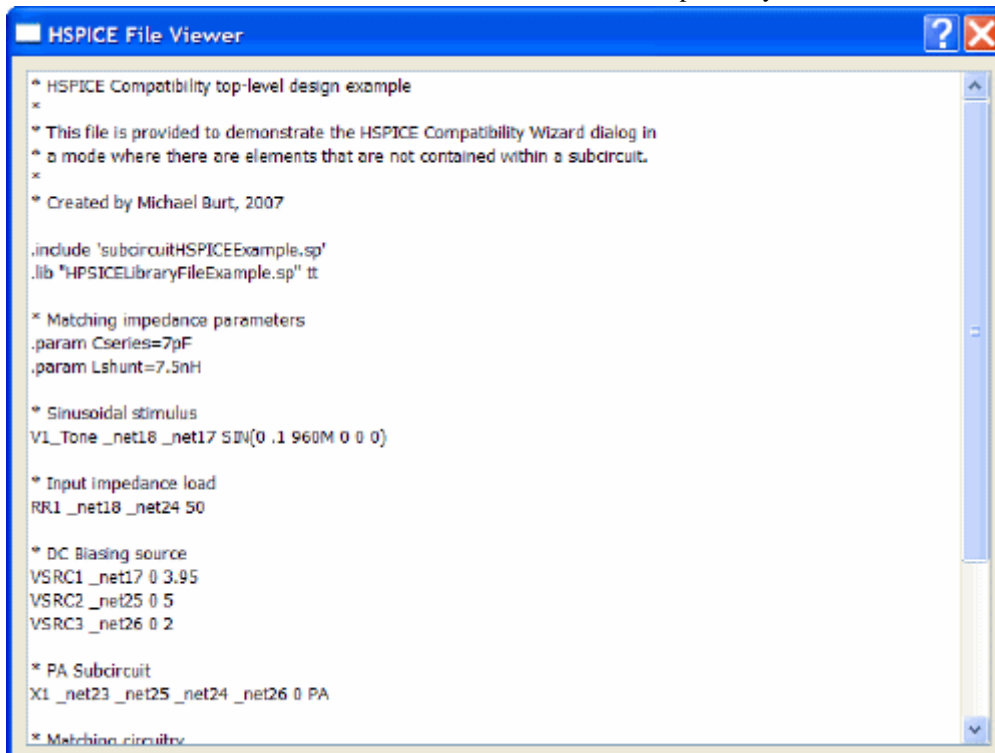 HSPICE File Viewer
* HSPICE Compatibility top-level design example
*
* This file is provided to demonstrate the HSPICE Compatibility Wizard dialog in
* a mode where there are elements that are not contained within a subcircuit.
*
* Created by Michael Burt, 2007
.include 'subcircuitHSPICEExample.sp'
.lib "HPSICELibraryFileExample.sp" tt
* Matching impedance parameters
.param Cseries=7pF
.param Lshunt=7.5nH
* Sinusoidal stimulus
V1_Tone _net18 _net17 SIN(0 .1 960M 0 0 0)
* Input impedance load
RR1 _net18 _net24 50
* DC Biasing source
VSRC1 _net17 0 3.95
VSRC2 _net25 0 5
VSRC3 _net26 0 2
* PA Subcircuit
X1 _net23 _net25 _net24 _net26 0 PA
* Matching circuitry